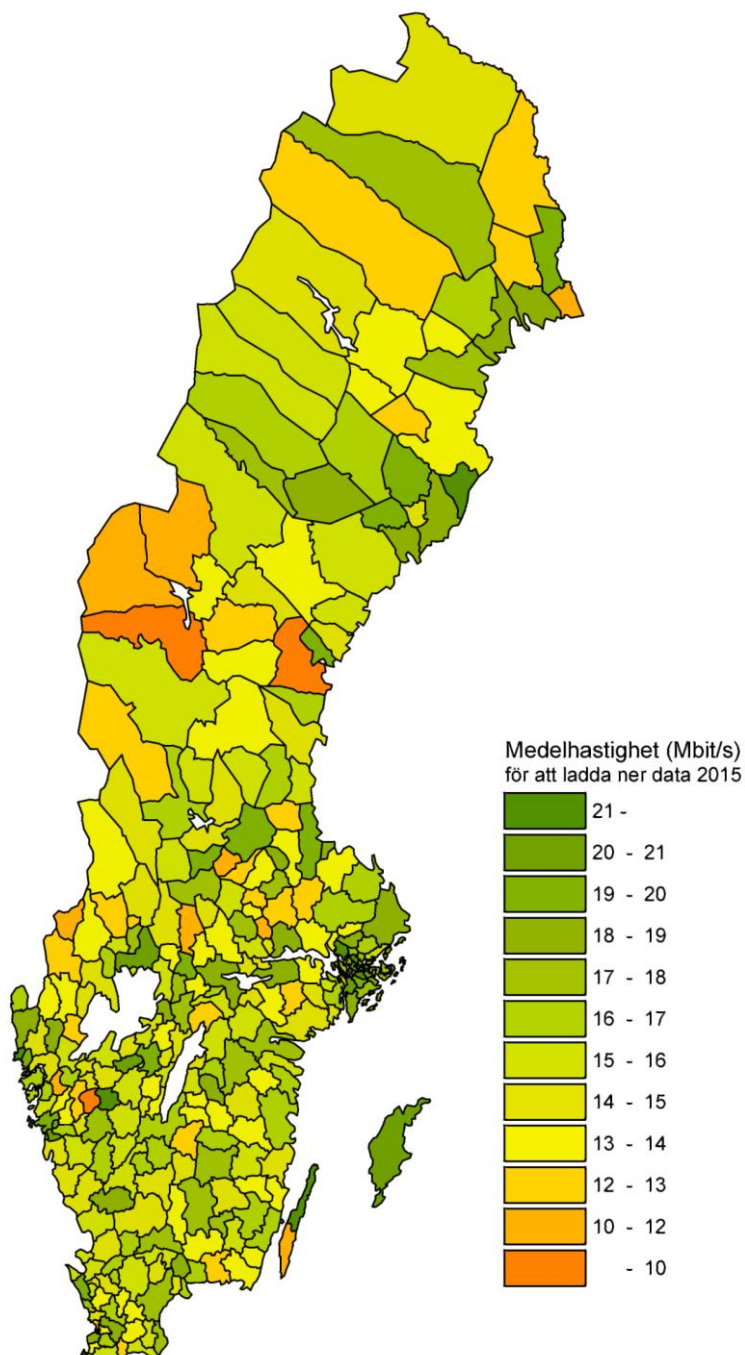 Medelhastighet (Mbit/s)
för att ladda ner data 2015
21 -
20 - 21
19 - 20
18 - 19
17 - 18
16 - 17
15 - 16
14 - 15
13 - 14
12 - 13
10 - 12
- 10